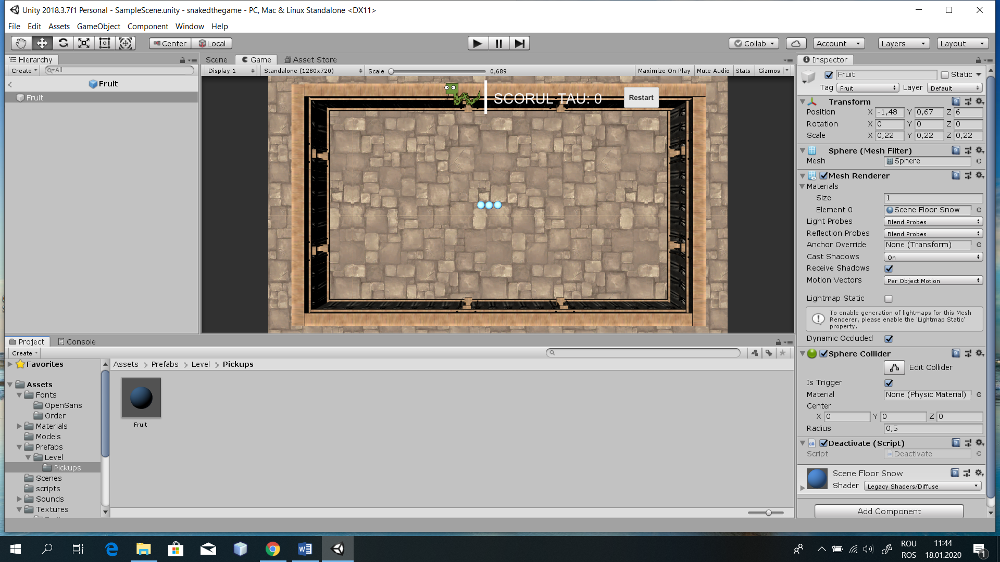 Unity 2018.3.7f1 Personal - SampleScene.unity - snakedthegame - PC, Mac & Linux Standalone <DX11>
File Edit Assets GameObject Component Window Help
Center Local Collab Account Layers Layout
Hierarchy
Create All
Fruit
Fruit
Scene Game Asset Store
Display 1 Standalone (1280x720) Scale 0,689 Maximize On Play Mute Audio Stats Gizmos
SCORUL TAU: 0 Restart
Project Console
Create
Favorites
Assets
Fonts
OpenSans
Order
Materials
Models
Prefabs
Level
Pickups
Scenes
scripts
Sounds
Textures
Assets Prefabs Level Pickups
Fruit
Inspector
Fruit Static
Tag Fruit Layer Default
Transform
Position X -1,48 Y 0,67 Z 6
Rotation X 0 Y 0 Z 0
Scale X 0,22 Y 0,22 Z 0,22
Sphere (Mesh Filter)
Mesh Sphere
Mesh Renderer
Materials
Size 1
Element 0 Scene Floor Snow
Light Probes Blend Probes
Reflection Probes Blend Probes
Anchor Override None (Transform)
Cast Shadows On
Receive Shadows
Motion Vectors Per Object Motion
Lightmap Static
To enable generation of lightmaps for this Mesh
Renderer, please enable the 'Lightmap Static'
property.
Dynamic Occluded
Sphere Collider
Edit Collider
Is Trigger
Material None (Physic Material)
Center
X 0 Y 0 Z 0
Radius 0,5
Deactivate (Script)
Script Deactivate
Scene Floor Snow
Shader Legacy Shaders/Diffuse
Add Component
ROU
ROS
11:44
18.01.2020
1